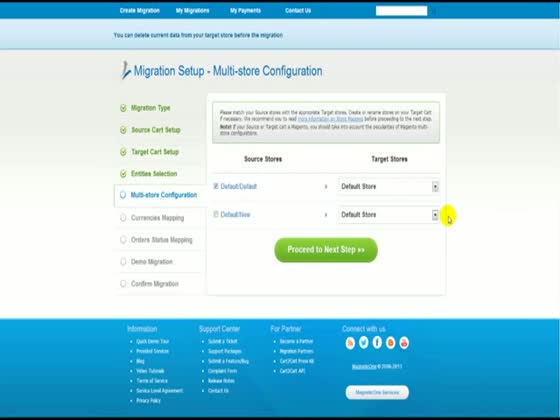 Create Migration My Migrations My Payments Contact Us
You can delete current data from your target store before the migration
Migration Setup - Multi-store Configuration
Migration Type
Source Cart Setup
Target Cart Setup
Entities Selection
Multi-store Configuration
Currencies Mapping
Orders Status Mapping
Demo Migration
Confirm Migration
Please match your Source stores with the appropriate Target stores. Create or rename stores on your Target Cart
if necessary. We recommend you to read more information on Store Mapping before proceeding to the next step.
Note! If your Source or Target cart is Magento, you should take into account the peculiarities of Magento multi-
store configurations.
Source Stores Target Stores
Default/Default > Default Store
Default/New > Default Store
Proceed to Next Step >>
Information
Quick Demo Tour
Provided Services
Blog
Video Tutorials
Terms of Service
Service Level Agreement
Privacy Policy
Support Center
Submit a Ticket
Support Packages
Submit a Feature/Bug
Complaint Form
Release Notes
Contact Us
For Partner
Become a Partner
Migration Partners
Cart2Cart Press Kit
Cart2Cart API
Connect with us
MagneticOne © 2006-2013
MagneticOne Services